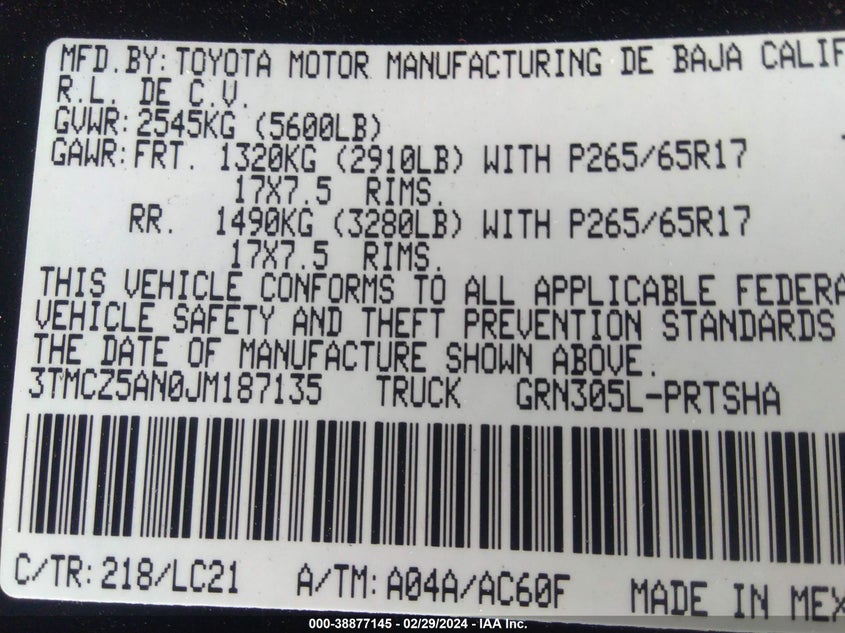 MFD.BY: TOYOTA MOTOR MANUFACTURING DE BAJA CALIF
R.L. DE C.V.
GVWR: 2545KG (5600LB)
GAWR: FRT. 1320KG (2910LB) WITH P265/65R17
17X7.5 RIMS.
RR. 1490KG (3280LB) WITH P265/65R17
17X7.5 RIMS.
THIS VEHICLE CONFORMS TO ALL APPLICABLE FEDERA
VEHICLE SAFETY AND THEFT PREVENTION STANDARDS
THE DATE OF MANUFACTURE SHOWN ABOVE.
3TMCZ5AN0JM187135 TRUCK GRN305L-PRTSHA
C/TR: 218/LC21 A/TM: A04A/AC60F MADE IN MEX
000-38877145 - 02/29/2024 - IAA Inc.